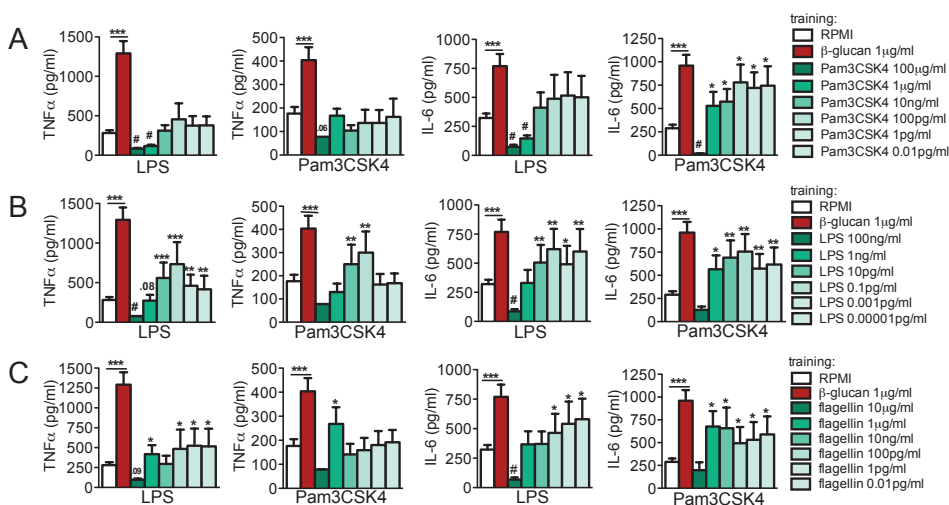 A
TNFα (pg/ml)
1500
1000
500
0
***
#
#
LPS
TNFα (pg/ml)
600
400
200
0
***
.06
Pam3CSK4
IL-6 (pg/ml)
1000
750
500
250
0
***
#
#
LPS
IL-6 (pg/ml)
1250
1000
750
500
250
0
***
#
*
*
*
*
*
Pam3CSK4
training:
RPMI
β-glucan 1μg/ml
Pam3CSK4 100μg/ml
Pam3CSK4 1μg/ml
Pam3CSK4 10ng/ml
Pam3CSK4 100pg/ml
Pam3CSK4 1pg/ml
Pam3CSK4 0.01pg/ml
B
TNFα (pg/ml)
1500
1000
500
0
***
#
.08
***
***
**
**
LPS
TNFα (pg/ml)
400
200
0
***
**
**
Pam3CSK4
IL-6 (pg/ml)
1000
750
500
250
0
***
#
**
**
*
**
LPS
IL-6 (pg/ml)
1250
1000
750
500
250
0
***
*
**
**
**
**
Pam3CSK4
training:
RPMI
β-glucan 1μg/ml
LPS 100ng/ml
LPS 1ng/ml
LPS 10pg/ml
LPS 0.1pg/ml
LPS 0.001pg/ml
LPS 0.00001pg/ml
C
TNFα (pg/ml)
1500
1250
1000
750
500
250
0
***
.09
*
*
*
*
LPS
TNFα (pg/ml)
600
400
200
0
***
*
Pam3CSK4
IL-6 (pg/ml)
1000
750
500
250
0
***
#
*
*
*
LPS
IL-6 (pg/ml)
1250
1000
750
500
250
0
***
*
*
*
*
*
Pam3CSK4
training:
RPMI
β-glucan 1μg/ml
flagellin 10μg/ml
flagellin 1μg/ml
flagellin 10ng/ml
flagellin 100pg/ml
flagellin 1pg/ml
flagellin 0.01pg/ml